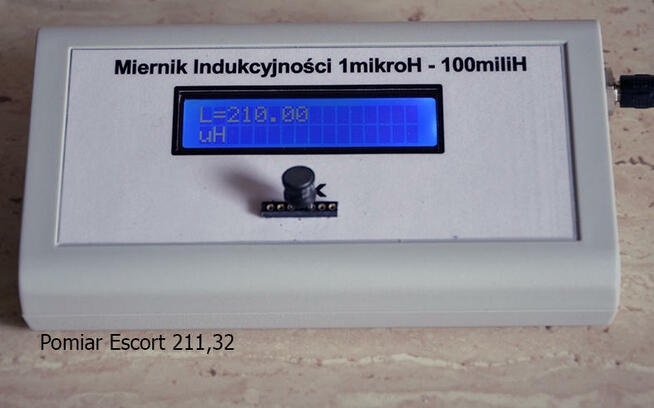 Miernik Indukcyjności 1mikroH - 100miliH
L=210.00
uH
Pomiar Escort 211,32